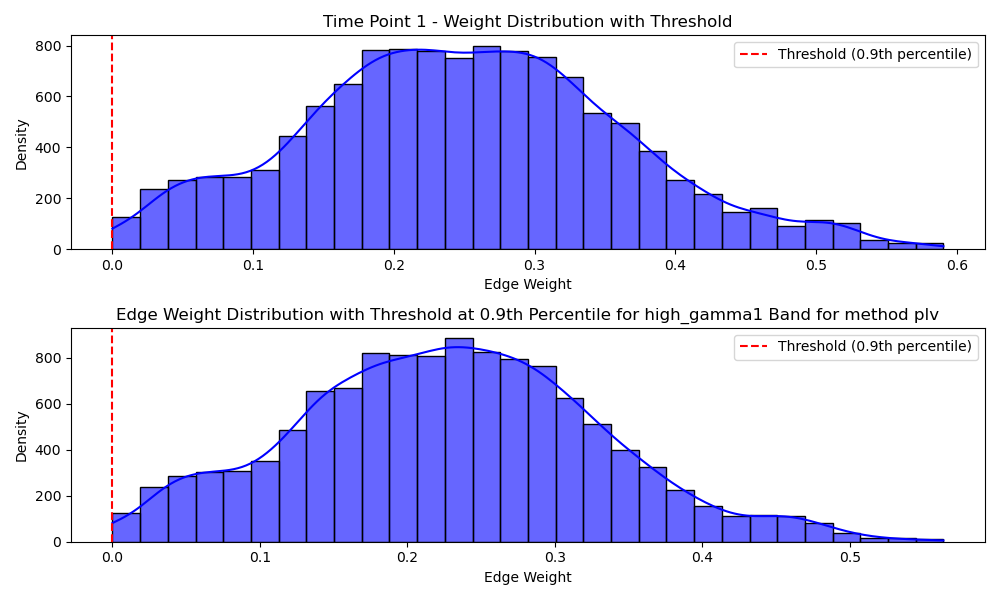 Time Point 1 - Weight Distribution with Threshold
Density
800
600
400
200
0
Threshold (0.9th percentile)
0.0 0.1 0.2 0.3 0.4 0.5 0.6
Edge Weight
Edge Weight Distribution with Threshold at 0.9th Percentile for high_gamma1 Band for method plv
Density
800
600
400
200
0
Threshold (0.9th percentile)
0.0 0.1 0.2 0.3 0.4 0.5
Edge Weight